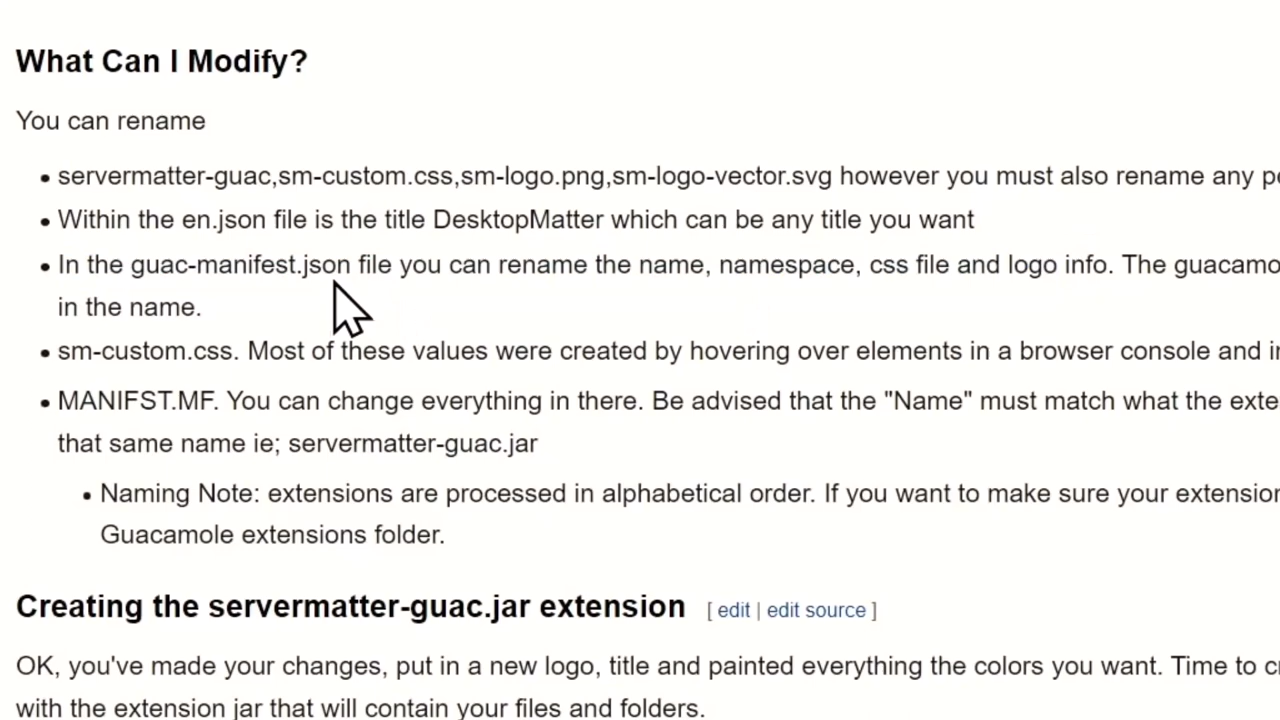 What Can I Modify?
You can rename
servermatter-guac,sm-custom.css,sm-logo.png,sm-logo-vector.svg however you must also rename any
Within the en.json file is the title DesktopMatter which can be any title you want
In the guac-manifest.json file you can rename the name, namespace, css file and logo info. The
in the name.
sm-custom.css. Most of these values were created by hovering over elements in a browser console and
MANIFST.MF. You can change everything in there. Be advised that the "Name" must match what the
that same name ie; servermatter-guac.jar
Naming Note: extensions are processed in alphabetical order. If you want to make sure your
Guacamole extensions folder.
Creating the servermatter-guac.jar extension [ edit | edit source ]
OK, you've made your changes, put in a new logo, title and painted everything the colors you want. Time to
with the extension jar that will contain your files and folders.